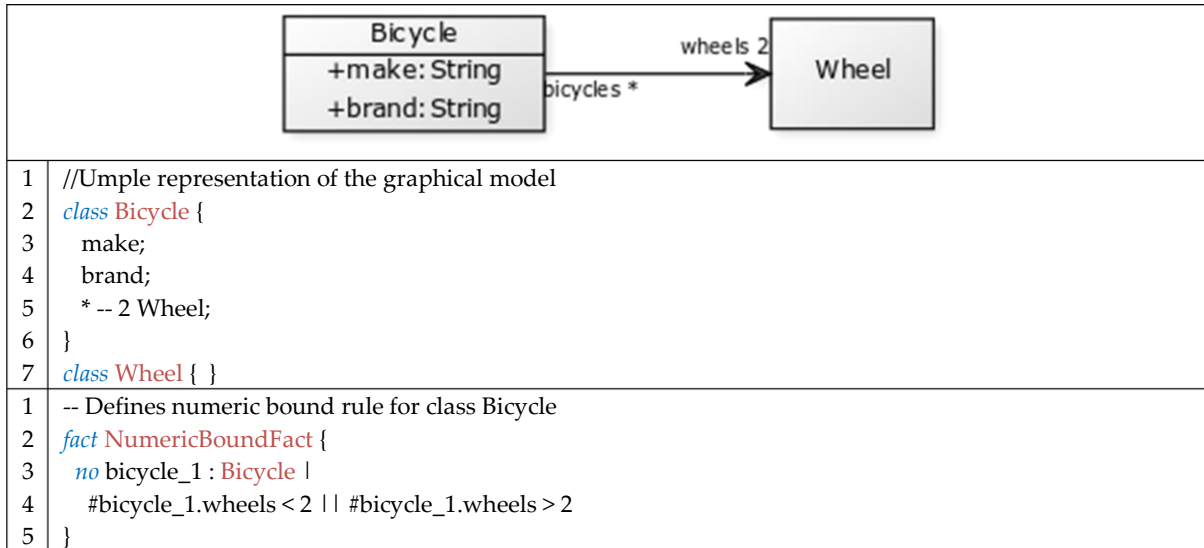 Bicycle
+make: String
+brand: String
wheels 2
bicycles *
Wheel
1 //Umple representation of the graphical model
2 class Bicycle {
3 make;
4 brand;
5 * -- 2 Wheel;
6 }
7 class Wheel { }
1 -- Defines numeric bound rule for class Bicycle
2 fact NumericBoundFact {
3 no bicycle_1 : Bicycle |
4 #bicycle_1.wheels < 2 || #bicycle_1.wheels > 2
5 }